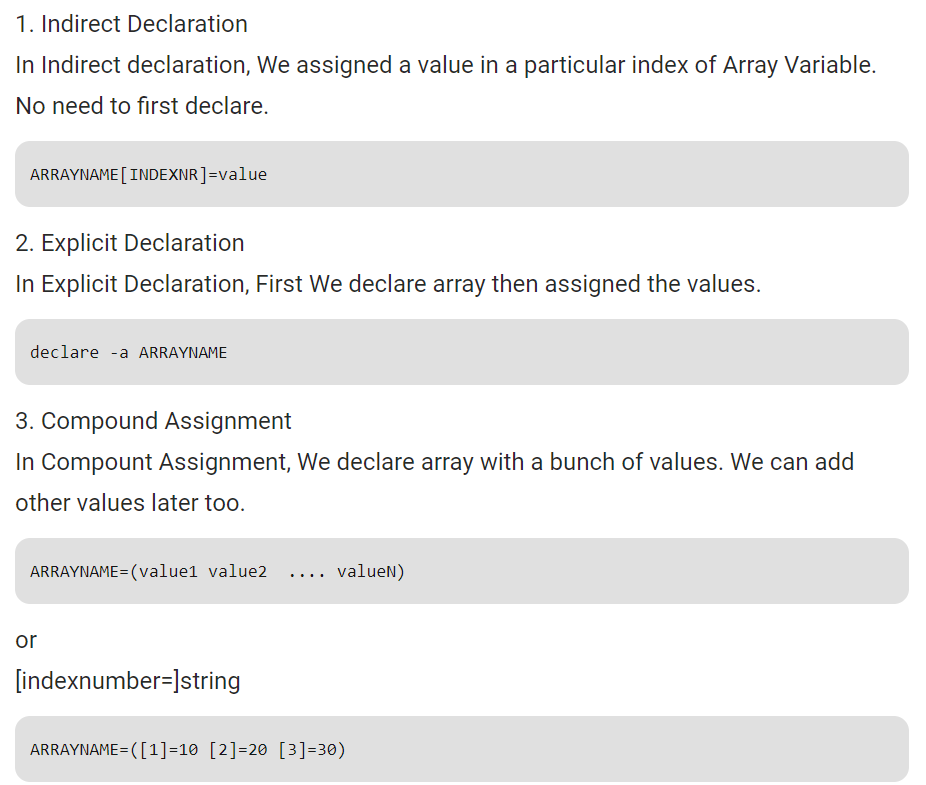 1. Indirect Declaration
In Indirect declaration, We assigned a value in a particular index of Array Variable.
No need to first declare.
ARRAYNAME[INDEXNR]=value
2. Explicit Declaration
In Explicit Declaration, First We declare array then assigned the values.
declare -a ARRAYNAME
3. Compound Assignment
In Compount Assignment, We declare array with a bunch of values. We can add
other values later too.
ARRAYNAME=(value1 value2  .... valueN)
or
[indexnumber=]string
ARRAYNAME=([1]=10 [2]=20 [3]=30)